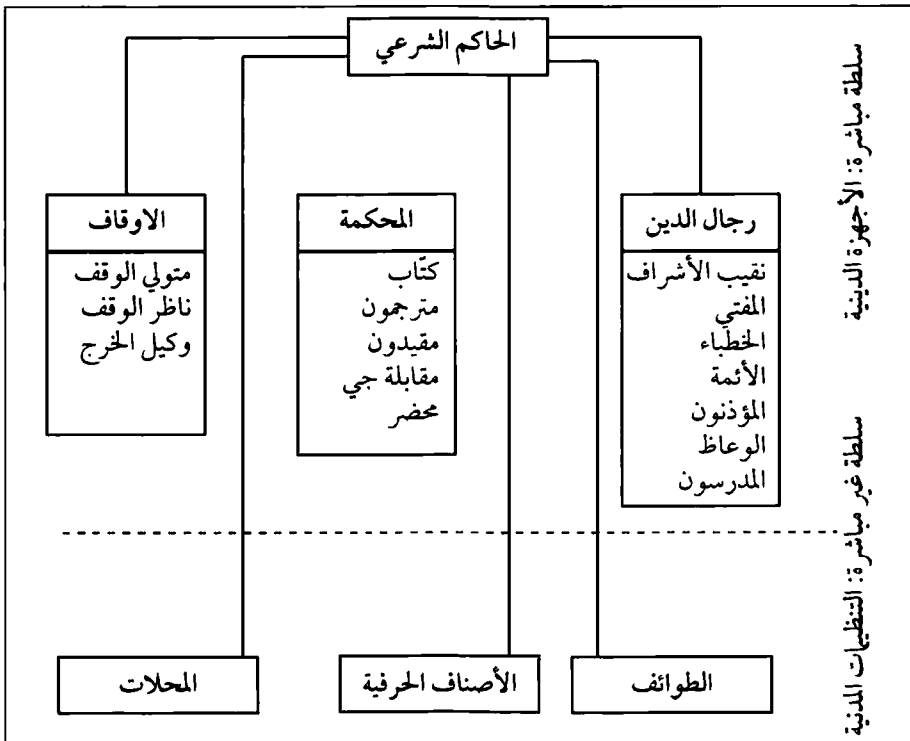 الحاكم الشرعي
سلطة مباشرة: الأجهزة الدينية
رجال الدين
نقيب الأشراف
المفتي
الخطباء
الأئمة
المؤذنون
الوعاظ
المدرسون
المحكمة
كتّاب
مترجمون
مقيدون
مقابلة جي
محضر
الاوقاف
متولي الوقف
ناظر الوقف
وكيل الخرج
سلطة غير مباشرة: التنظيمات المدنية
الطوائف
الأصناف الحرفية
المحلات